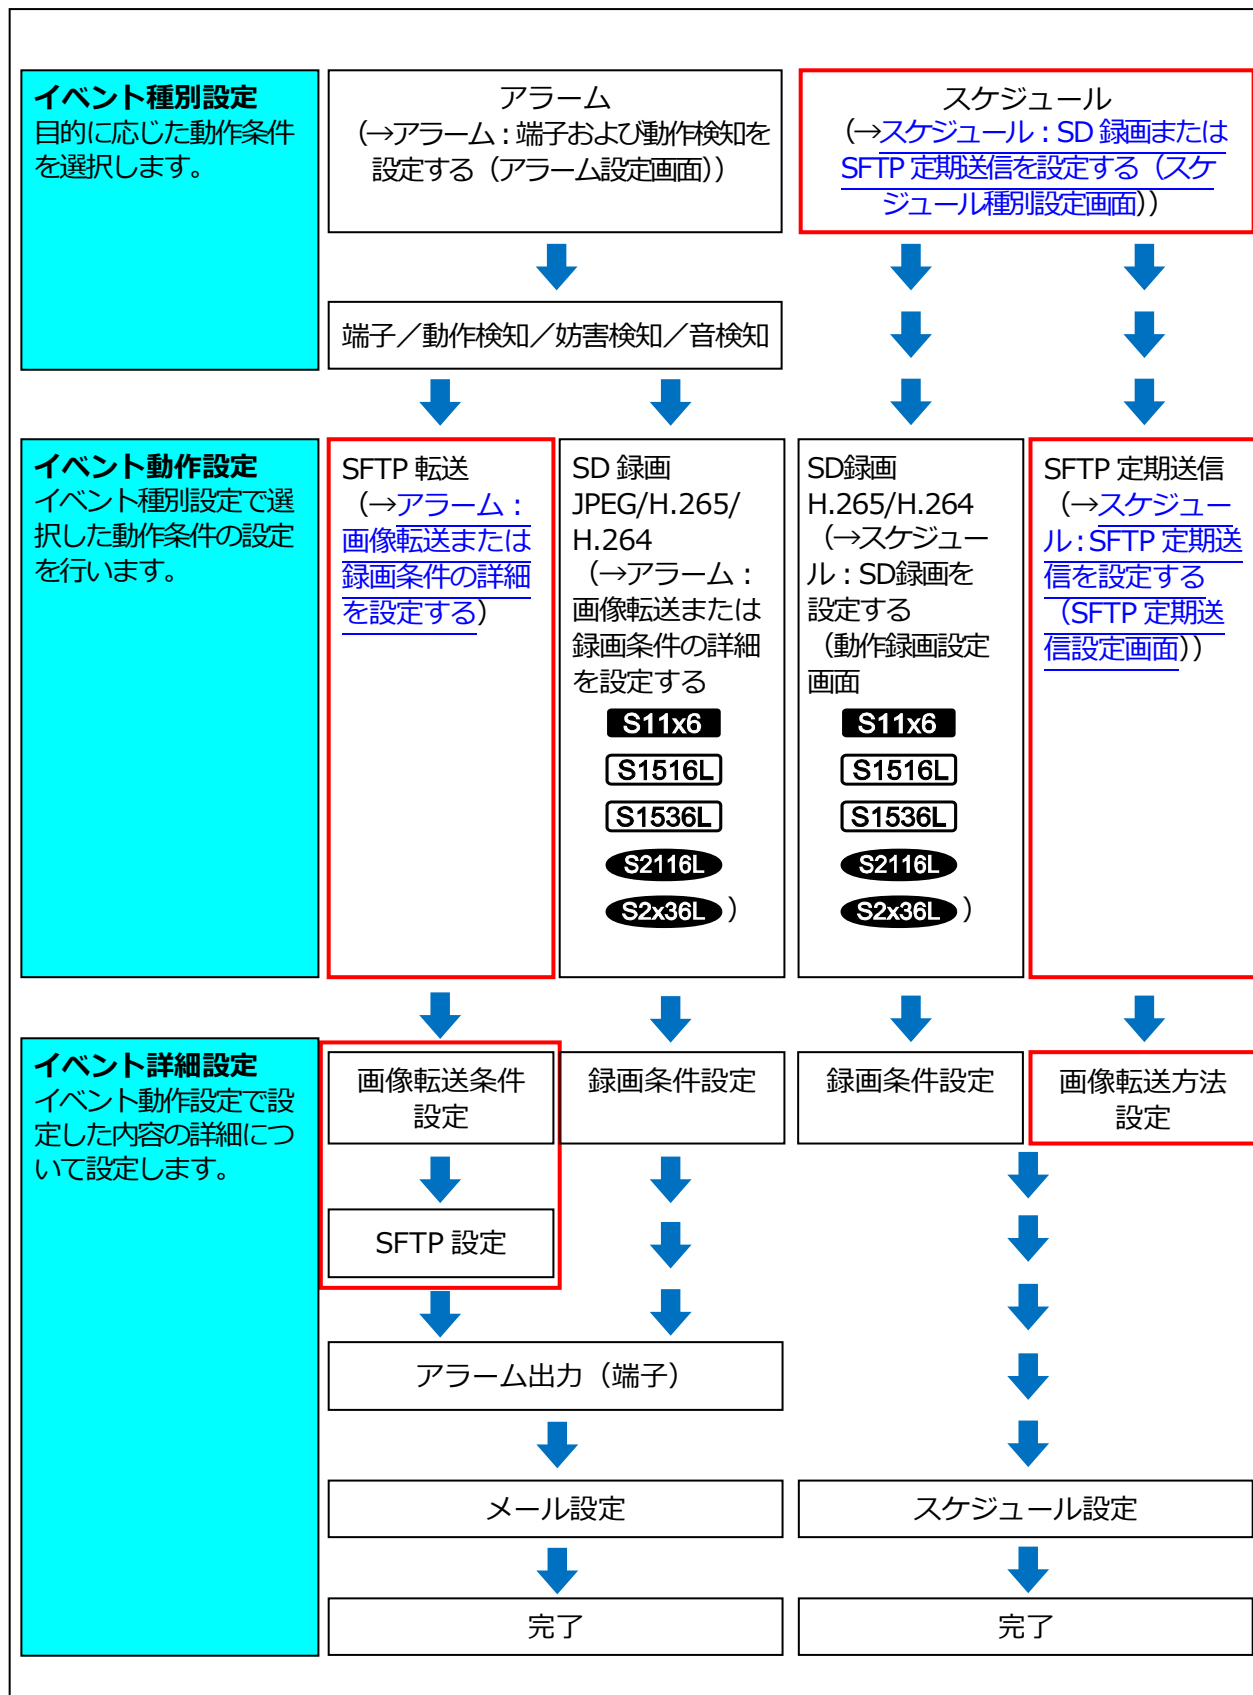 イベント種別設定
目的に応じた動作条件
を選択します。
アラーム
(→アラーム：端子および動作検知を
設定する（アラーム設定画面））
スケジュール
(→スケジュール：SD 録画または
SFTP 定期送信を設定する（スケ
ジュール種別設定画面))
端子／動作検知／妨害検知／音検知
イベント動作設定
イベント種別設定で選
択した動作条件の設定
を行います。
SFTP 転送
（→アラーム：
画像転送または
録画条件の詳細
を設定する)
SD 録画
JPEG/H.265/
H.264
（→アラーム：
画像転送または
録画条件の詳細
を設定する
S11x6
S1516L
S1536L
S2116L
S2x36L ）
SD録画
H.265/H.264
（→スケジュー
ル：SD録画を
設定する
（動作録画設定
画面
S11x6
S1516L
S1536L
S2116L
S2x36L ）
SFTP 定期送信
（→スケジュー
ル：SFTP 定期送
信を設定する
（SFTP 定期送
信設定画面))
イベント詳細設定
イベント動作設定で設
定した内容の詳細につ
いて設定します。
画像転送条件
設定
録画条件設定
録画条件設定
画像転送方法
設定
SFTP 設定
アラーム出力（端子）
メール設定
スケジュール設定
完了
完了